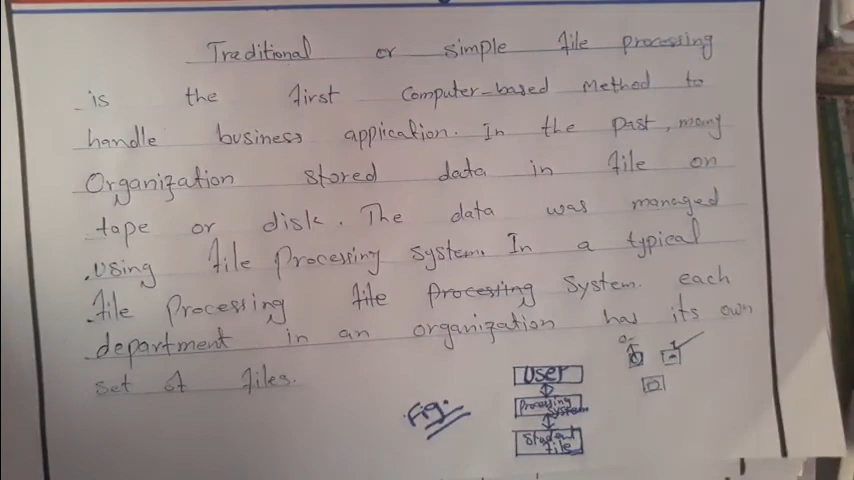 Traditional or simple file processing
is the first Computer-based Method to
handle business application. In the past, many
Organization stored data in file on
tape or disk. The data was managed
using file Processing System. In a typical
file Processing file Processing System. each
department in an organization has its own
set of files.
Fig:
User
Processing System
Student file